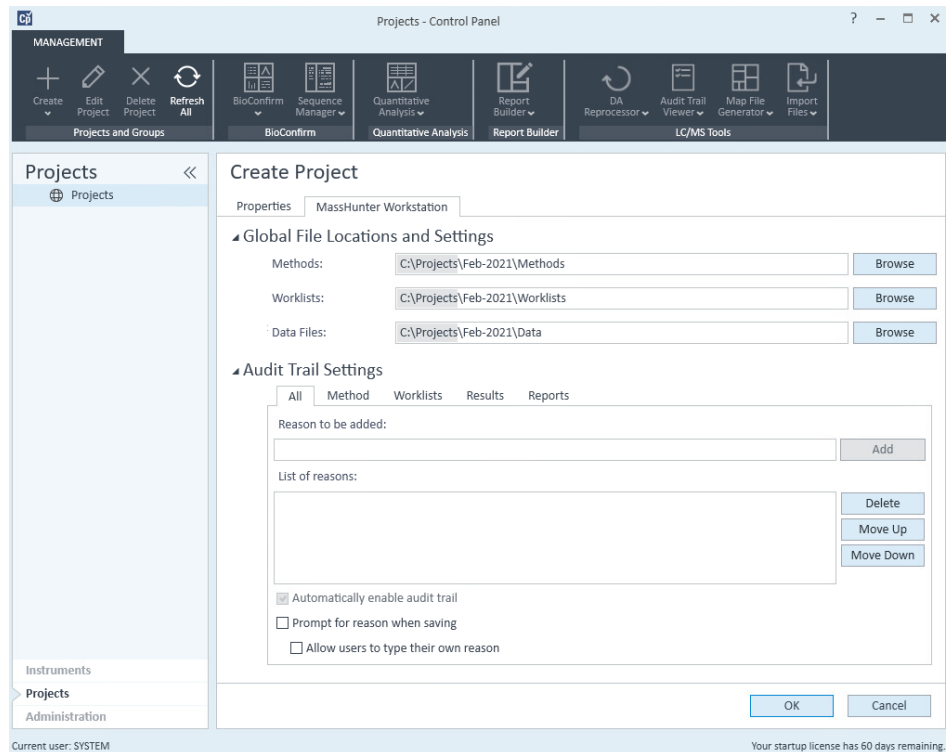 Cp
Projects - Control Panel
?
MANAGEMENT
Create
Edit Project
Delete Project
Refresh All
BioConfirm
Sequence Manager
Quantitative Analysis
Report Builder
DA Reprocessor
Audit Trail Viewer
Map File Generator
Import Files
Projects and Groups
BioConfirm
Quantitative Analysis
Report Builder
LC/MS Tools
Projects
Projects
Create Project
Properties
MassHunter Workstation
Global File Locations and Settings
Methods:
C:\Projects\Feb-2021\Methods
Browse
Worklists:
C:\Projects\Feb-2021\Worklists
Browse
Data Files:
C:\Projects\Feb-2021\Data
Browse
Audit Trail Settings
All
Method
Worklists
Results
Reports
Reason to be added:
Add
List of reasons:
Delete
Move Up
Move Down
Automatically enable audit trail
Prompt for reason when saving
Allow users to type their own reason
Instruments
Projects
Administration
OK
Cancel
Current user: SYSTEM
Your startup license has 60 days remaining.